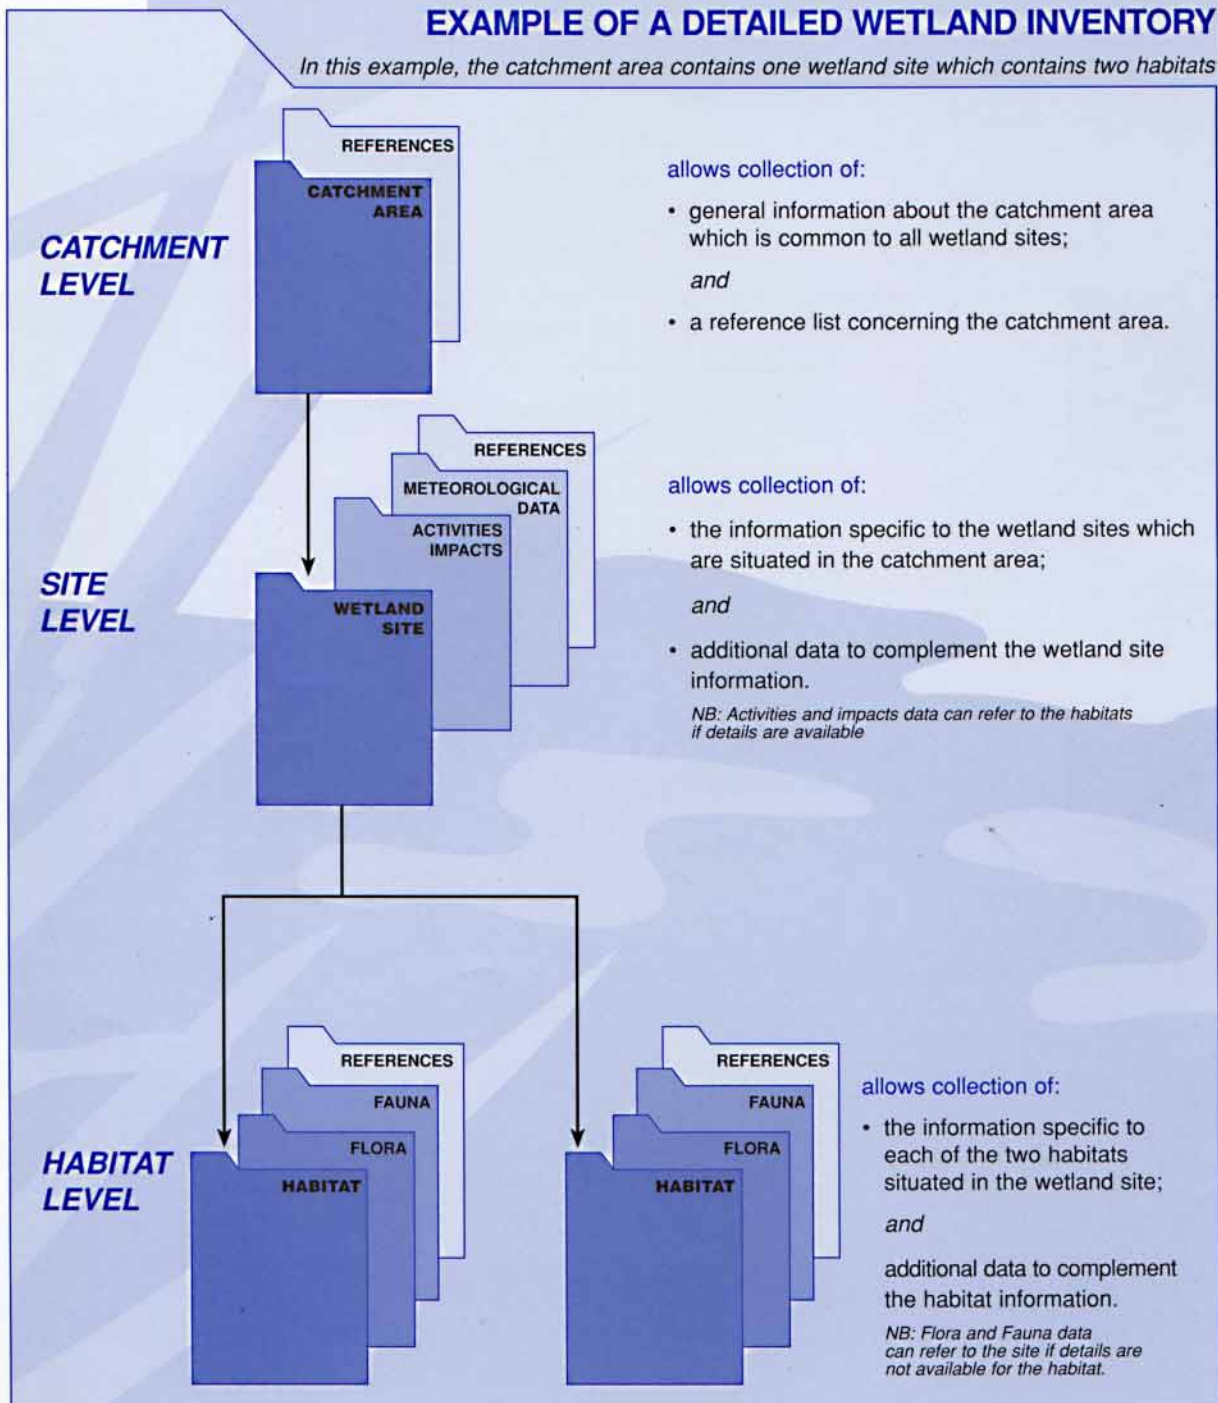 EXAMPLE OF A DETAILED WETLAND INVENTORY
In this example, the catchment area contains one wetland site which contains two habitats
REFERENCES
CATCHMENT
AREA
CATCHMENT
LEVEL
allows collection of:
• general information about the catchment area
which is common to all wetland sites;
and
• a reference list concerning the catchment area.
REFERENCES
METEOROLOGICAL
DATA
ACTIVITIES
IMPACTS
WETLAND
SITE
SITE
LEVEL
allows collection of:
• the information specific to the wetland sites which
are situated in the catchment area;
and
• additional data to complement the wetland site
information.
NB: Activities and impacts data can refer to the habitats
if details are available
REFERENCES
FAUNA
FLORA
HABITAT
HABITAT
LEVEL
REFERENCES
FAUNA
FLORA
HABITAT
allows collection of:
• the information specific to
each of the two habitats
situated in the wetland site;
and
additional data to complement
the habitat information.
NB: Flora and Fauna data
can refer to the site if details are
not available for the habitat.